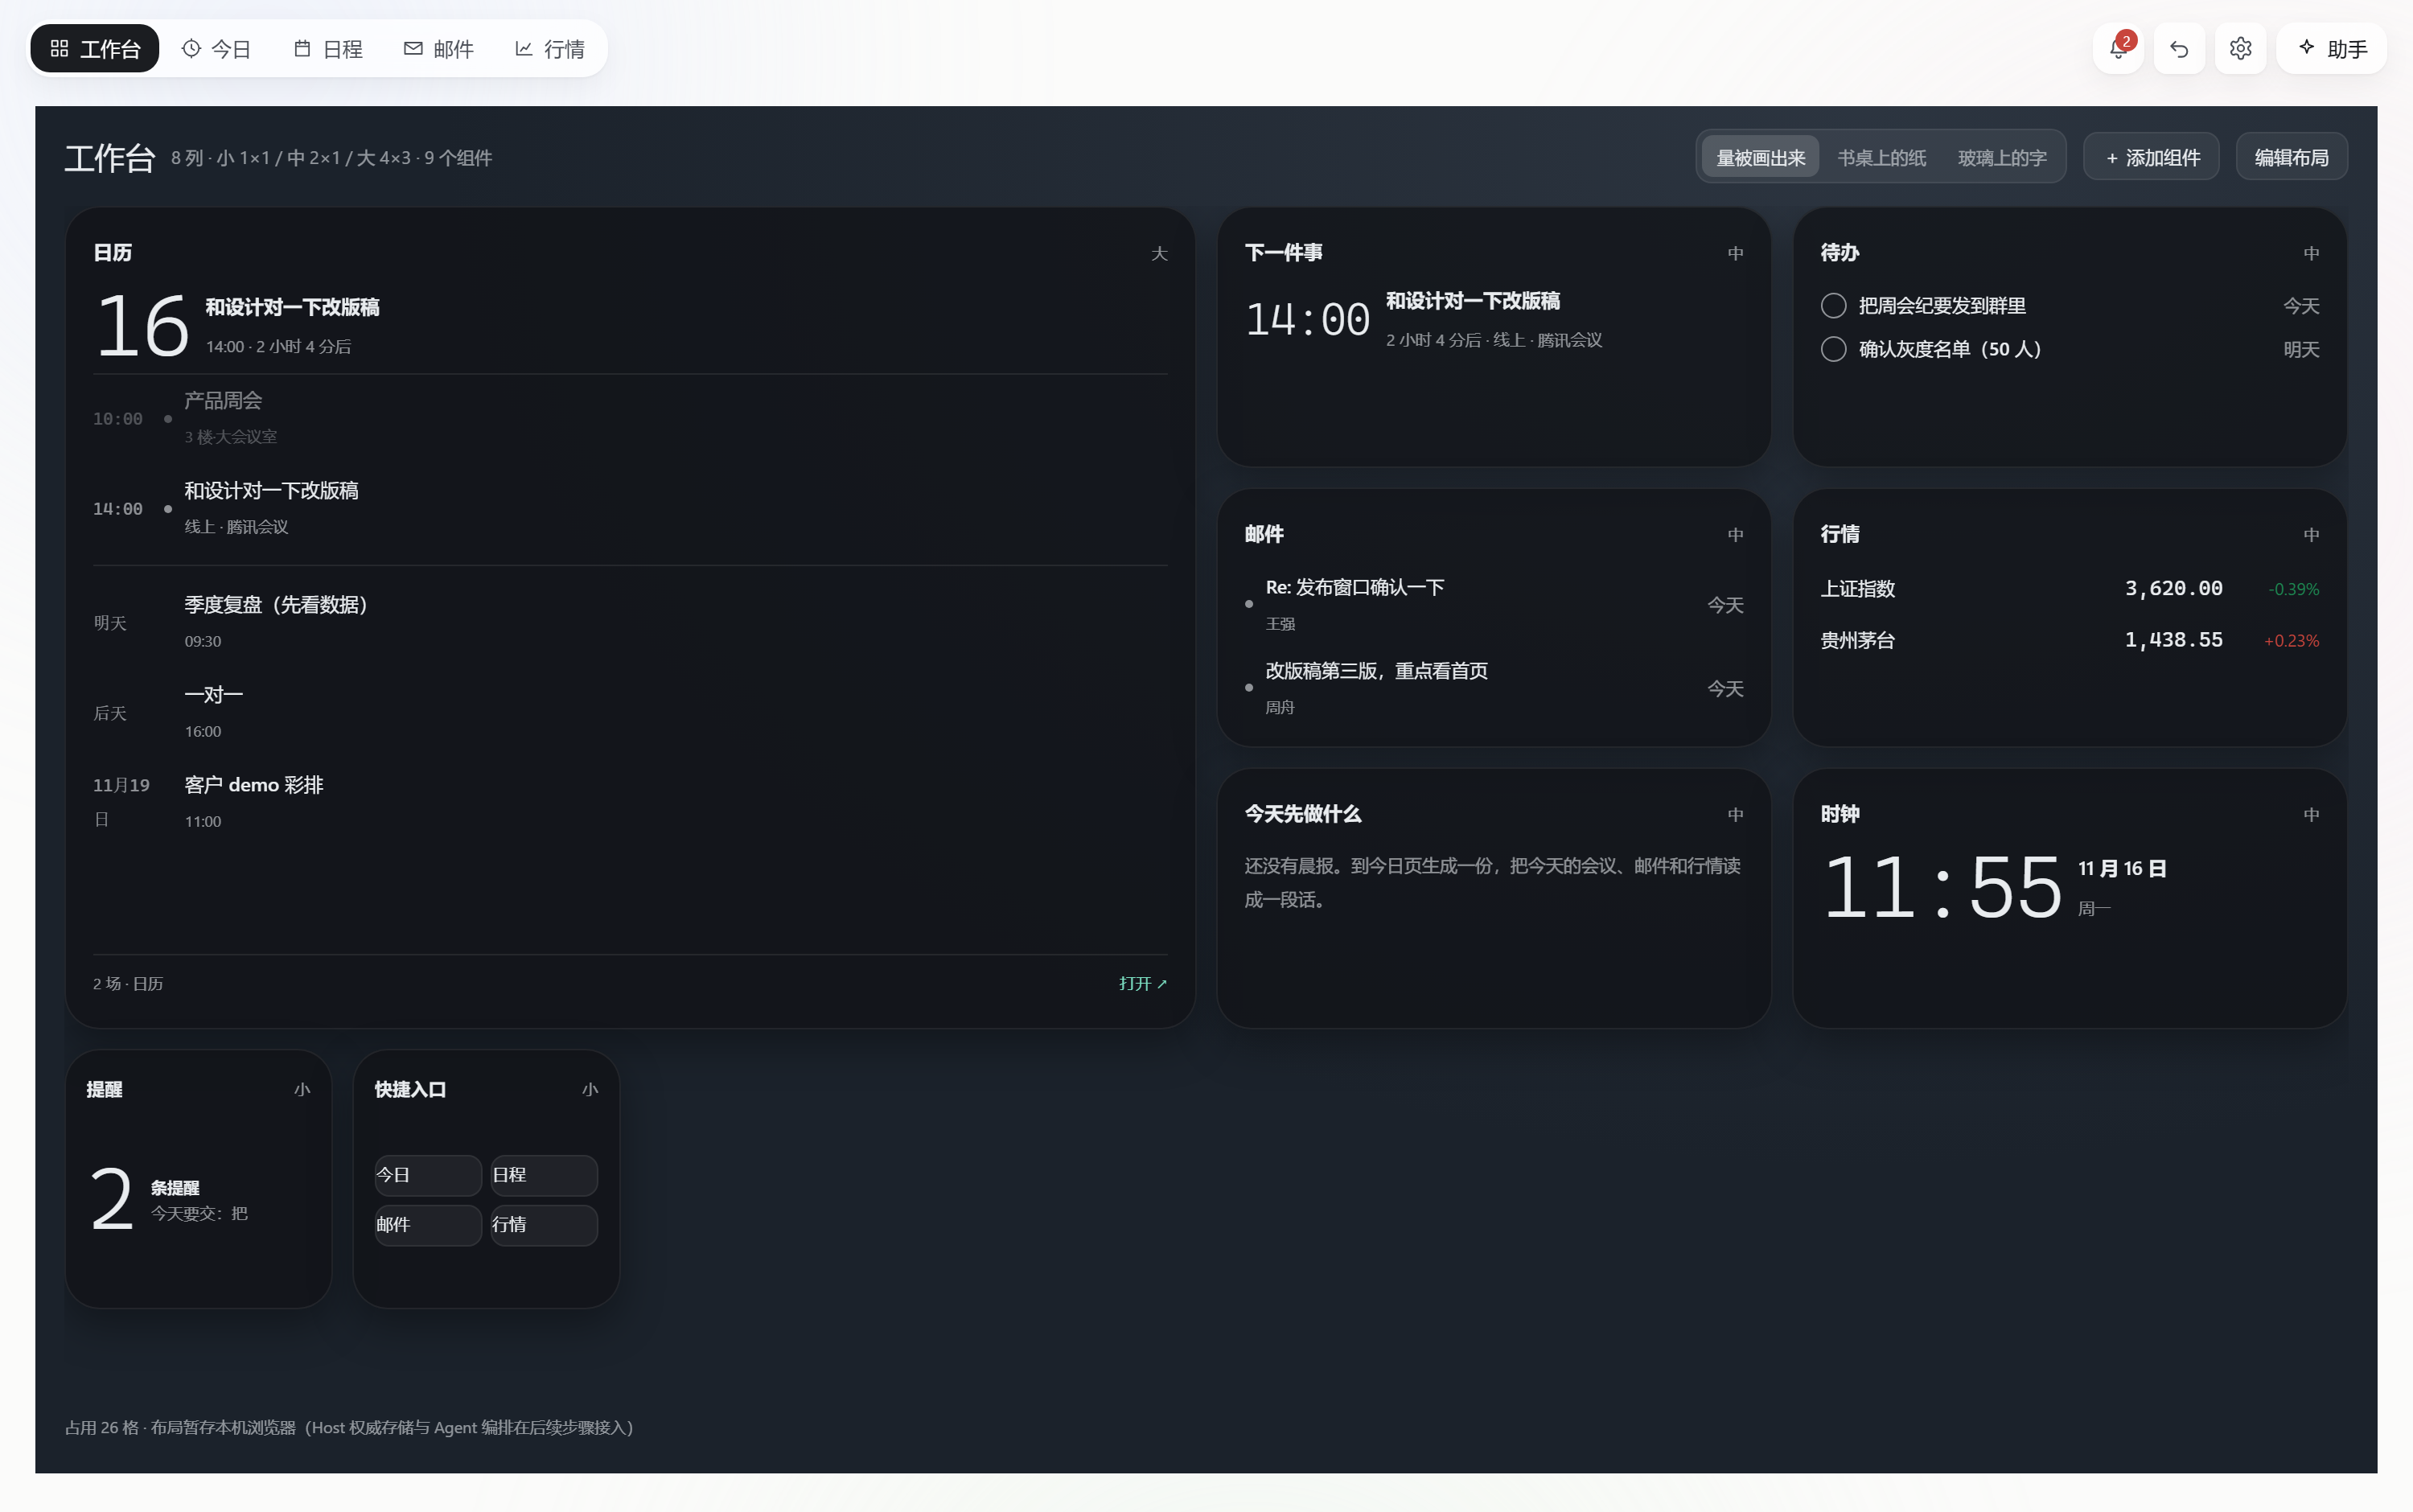 工作台
今日
日程
邮件
行情
2
助手
工作台
8 列 · 小 1×1 / 中 2×1 / 大 4×3 · 9 个组件
量被画出来
书桌上的纸
玻璃上的字
+ 添加组件
编辑布局
日历
大
16
和设计对一下改版稿
14:00 · 2 小时 4 分后
10:00
产品周会
3 楼·大会议室
14:00
和设计对一下改版稿
线上 · 腾讯会议
明天
季度复盘（先看数据）
09:30
后天
一对一
16:00
11月19
日
客户 demo 彩排
11:00
2 场 · 日历
打开 ↗
下一件事
中
14:00
和设计对一下改版稿
2 小时 4 分后 · 线上 · 腾讯会议
待办
中
把周会纪要发到群里
今天
确认灰度名单（50 人）
明天
邮件
中
Re: 发布窗口确认一下
王强
今天
改版稿第三版，重点看首页
周舟
今天
行情
中
上证指数
3,620.00
-0.39%
贵州茅台
1,438.55
+0.23%
今天先做什么
中
还没有晨报。到今日页生成一份，把今天的会议、邮件和行情读
成一段话。
时钟
中
11:55
11 月 16 日
周一
提醒
小
2
条提醒
今天要交：把
快捷入口
小
今日
日程
邮件
行情
占用 26 格 · 布局暂存本机浏览器（Host 权威存储与 Agent 编排在后续步骤接入）